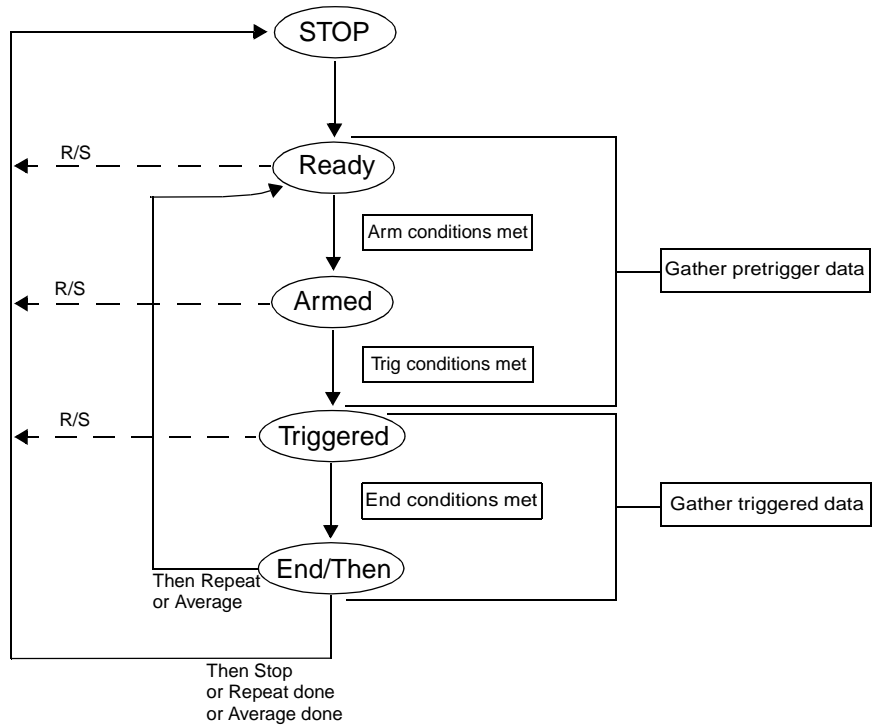 STOP
R/S
Ready
Arm conditions met
Gather pretrigger data
R/S
Armed
Trig conditions met
R/S
Triggered
End conditions met
Gather triggered data
End/Then
Then Repeat
or Average
Then Stop
or Repeat done
or Average done